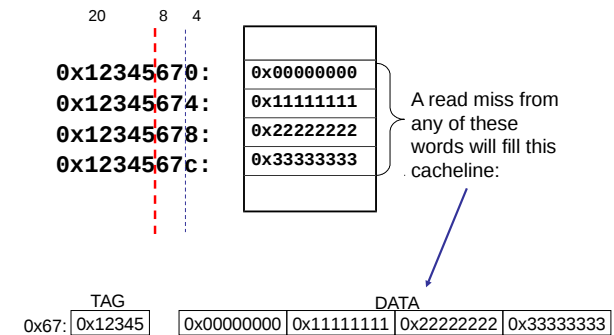 20 8 4
0x12345670: 0x00000000
0x12345674: 0x11111111
0x12345678: 0x22222222
0x1234567c: 0x33333333
A read miss from
any of these
words will fill this
cacheline:
TAG DATA
0x67: 0x12345 0x00000000 0x11111111 0x22222222 0x33333333